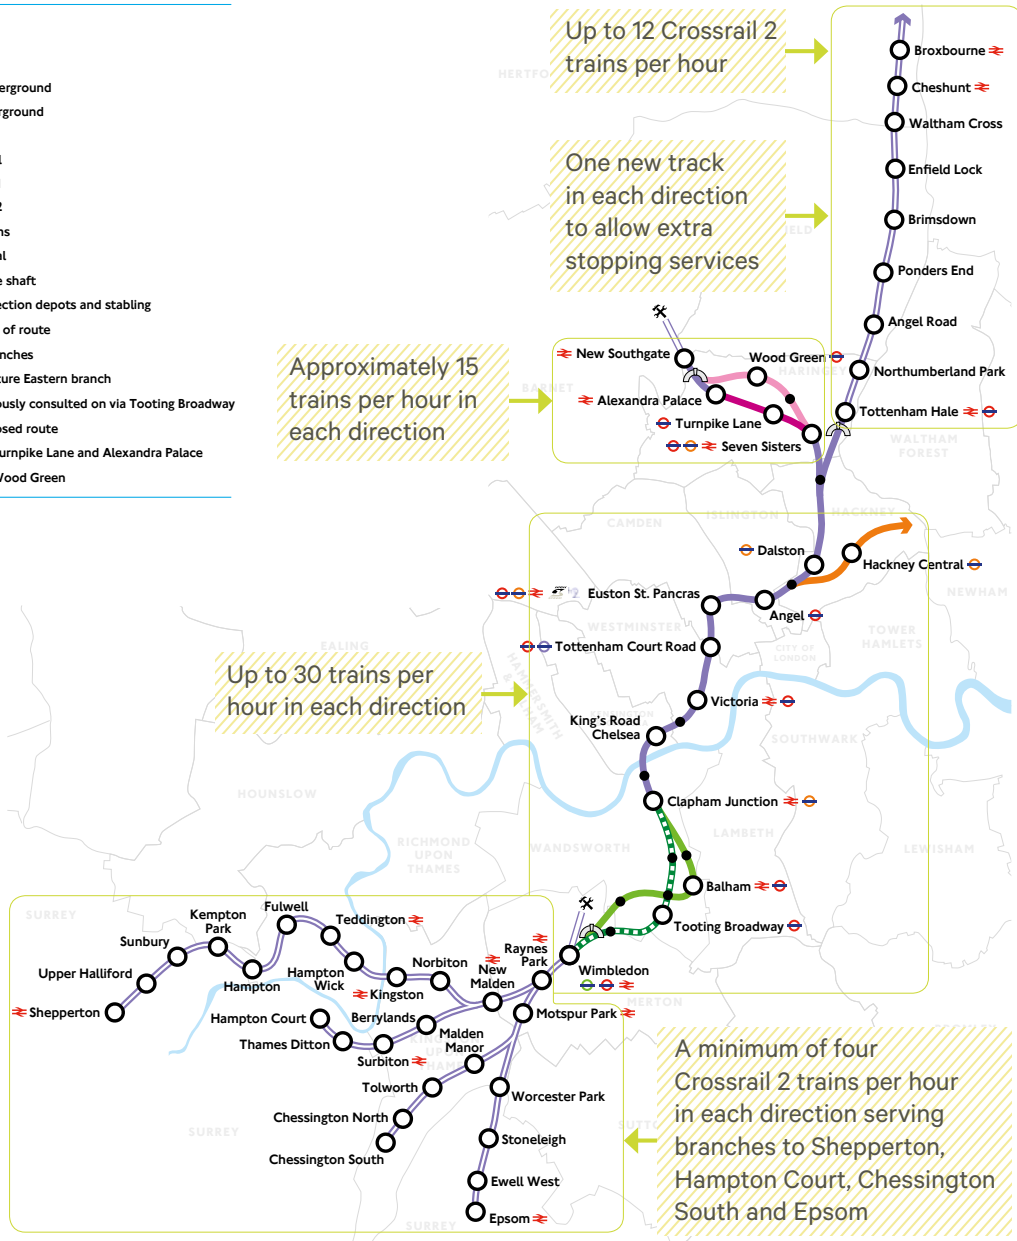 erground
rground
l
2
ns
al
e shaft
ection depots and stabling
of route
nches
ture Eastern branch
ously consulted on via Tooting Broadway
osed route
Turnpike Lane and Alexandra Palace
Wood Green
Up to 12 Crossrail 2
trains per hour
One new track
in each direction
to allow extra
stopping services
Approximately 15
trains per hour in
each direction
Up to 30 trains per
hour in each direction
A minimum of four
Crossrail 2 trains per hour
in each direction serving
branches to Shepperton,
Hampton Court, Chessington
South and Epsom
Broxbourne
Cheshunt
Waltham Cross
Enfield Lock
Brimsdown
Ponders End
Angel Road
Northumberland Park
Tottenham Hale
New Southgate
Wood Green
Alexandra Palace
Turnpike Lane
Seven Sisters
Dalston
Hackney Central
Euston St. Pancras
Angel
Tottenham Court Road
Victoria
King's Road
Chelsea
Clapham Junction
Balham
Tooting Broadway
Wimbledon
Raynes
Park
New
Malden
Motspur Park
Norbiton
Kingston
Hampton
Wick
Teddington
Fulwell
Hampton
Kempton
Park
Sunbury
Upper Halliford
Shepperton
Berrylands
Surbiton
Thames Ditton
Hampton Court
Malden
Manor
Tolworth
Chessington North
Chessington South
Worcester Park
Stoneleigh
Ewell West
Epsom
HERTFO
IELD
BARNET
HARINGEY
WALTHAM
FOREST
CAMDEN
ISLINGTON
HACKNEY
NEWHAM
TOWER
HAMLETS
CITY OF
LONDON
WESTMINSTER
EALING
HAMMERSMITH
KENSINGTON
SOUTHWARK
HOUNSLOW
RICHMOND
UPON
THAMES
WANDSWORTH
LAMBETH
LEWISHAM
MERTON
SURREY
SURREY
SURREY
SUTTO